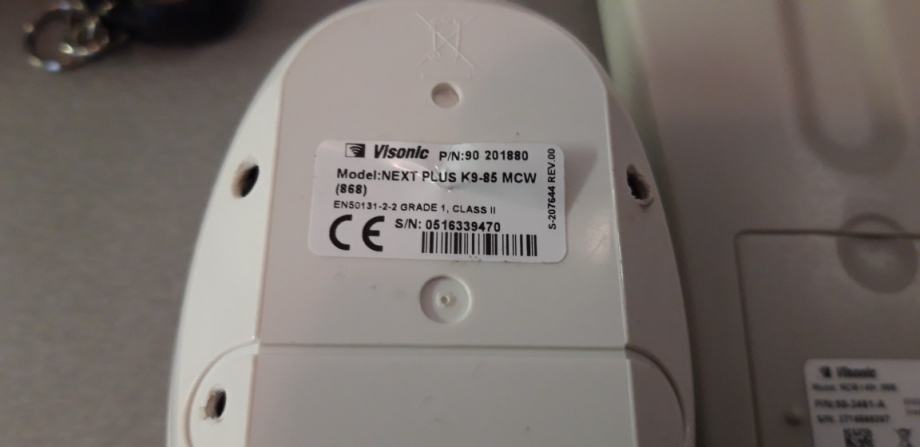 Visonic P/N:90 201880
Model:NEXT PLUS K9-85 MCW
(868)
EN50131-2-2 GRADE 1, CLASS II
CE S/N: 0516339470
S-207644 REV.00
Visonic